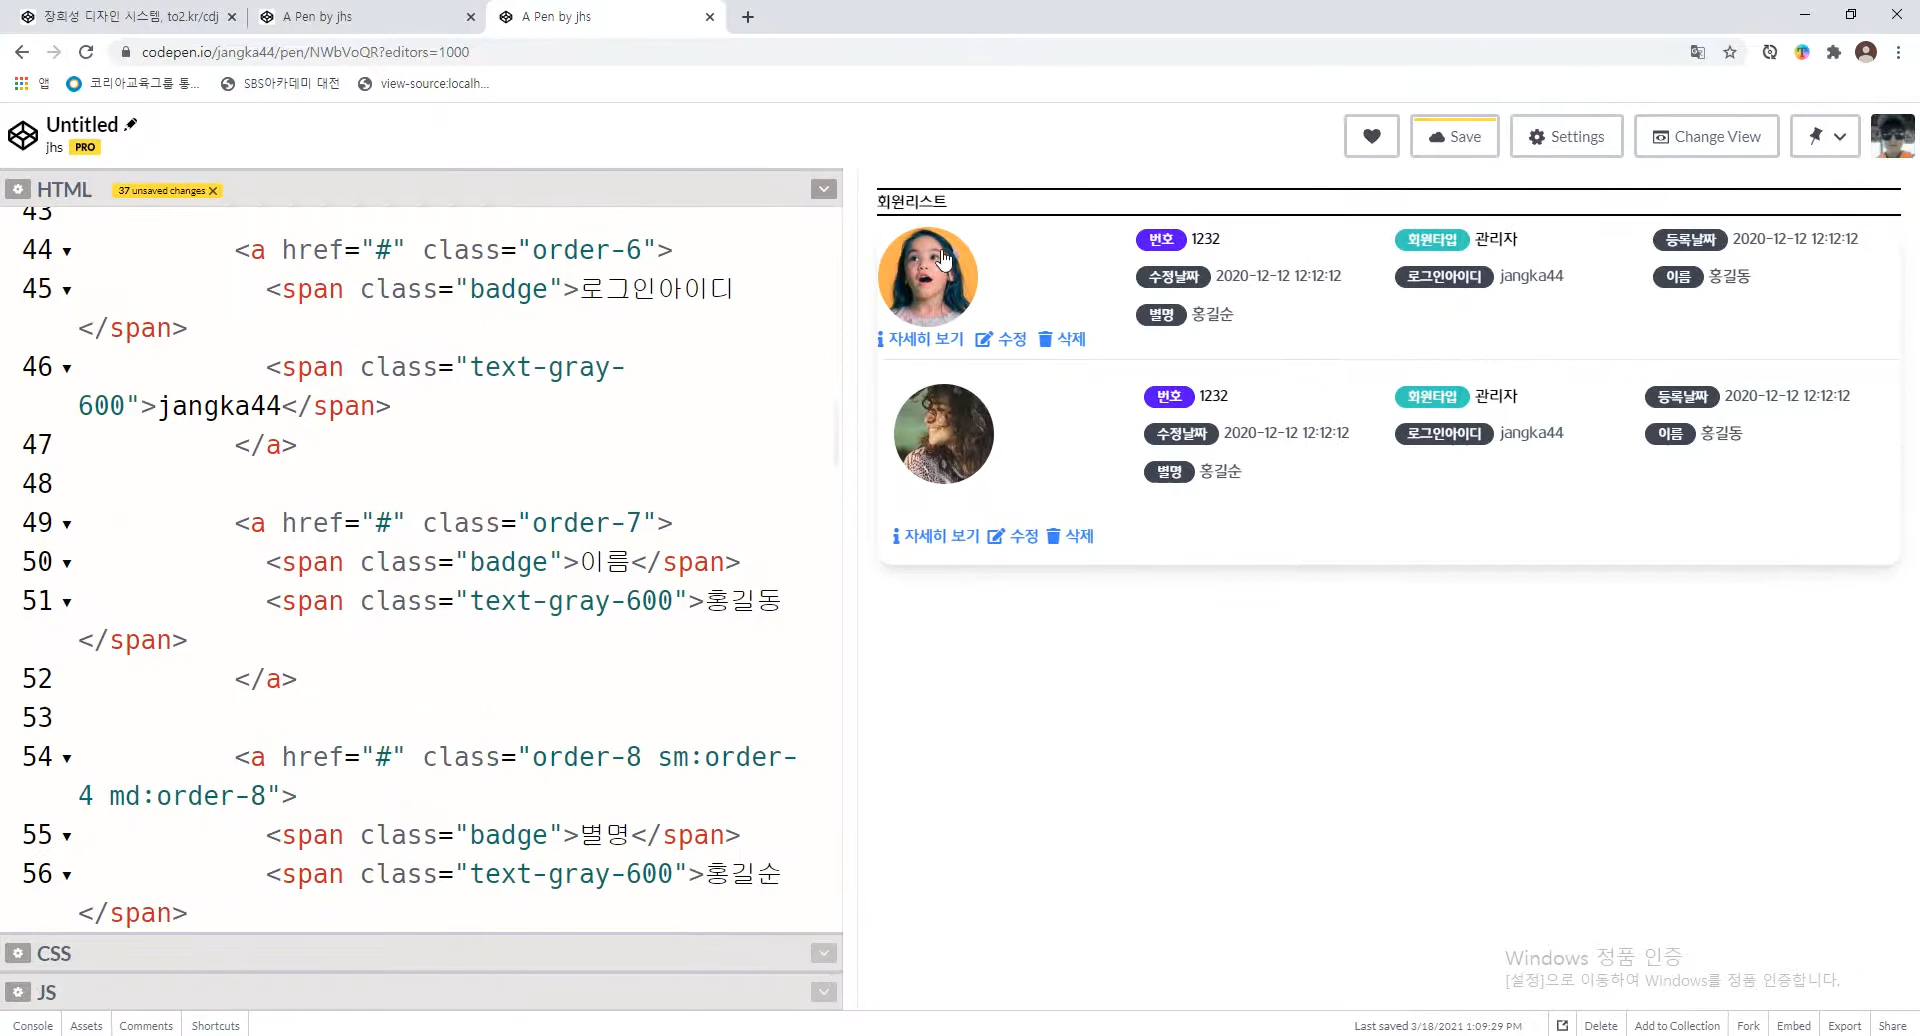 장희성 디자인 시스템, to2.kr/cdj
A Pen by jhs
A Pen by jhs
codepen.io/jangka44/pen/NWbVoQR?editors=1000
앱
코리아교육그룹 통...
SBS아카데미 대전
view-source:localh...
Untitled
jhs PRO
Save
Settings
Change View
HTML
37 unsaved changes X
43
44 <a href="#" class="order-6">
45 <span class="badge">로그인아이디
</span>
46 <span class="text-gray-
600">jangka44</span>
47 </a>
48
49 <a href="#" class="order-7">
50 <span class="badge">이름</span>
51 <span class="text-gray-600">홍길동
</span>
52 </a>
53
54 <a href="#" class="order-8 sm:order-
4 md:order-8">
55 <span class="badge">별명</span>
56 <span class="text-gray-600">홍길순
</span>
CSS
JS
회원리스트
번호 1232 회원타입 관리자 등록날짜 2020-12-12 12:12:12
수정날짜 2020-12-12 12:12:12 로그인아이디 jangka44 이름 홍길동
별명 홍길순
자세히 보기 수정 삭제
번호 1232 회원타입 관리자 등록날짜 2020-12-12 12:12:12
수정날짜 2020-12-12 12:12:12 로그인아이디 jangka44 이름 홍길동
별명 홍길순
자세히 보기 수정 삭제
Windows 정품 인증
[설정]으로 이동하여 Windows를 정품 인증합니다.
Console Assets Comments Shortcuts
Last saved 3/18/2021 1:09:29 PM Delete Add to Collection Fork Embed Export Share